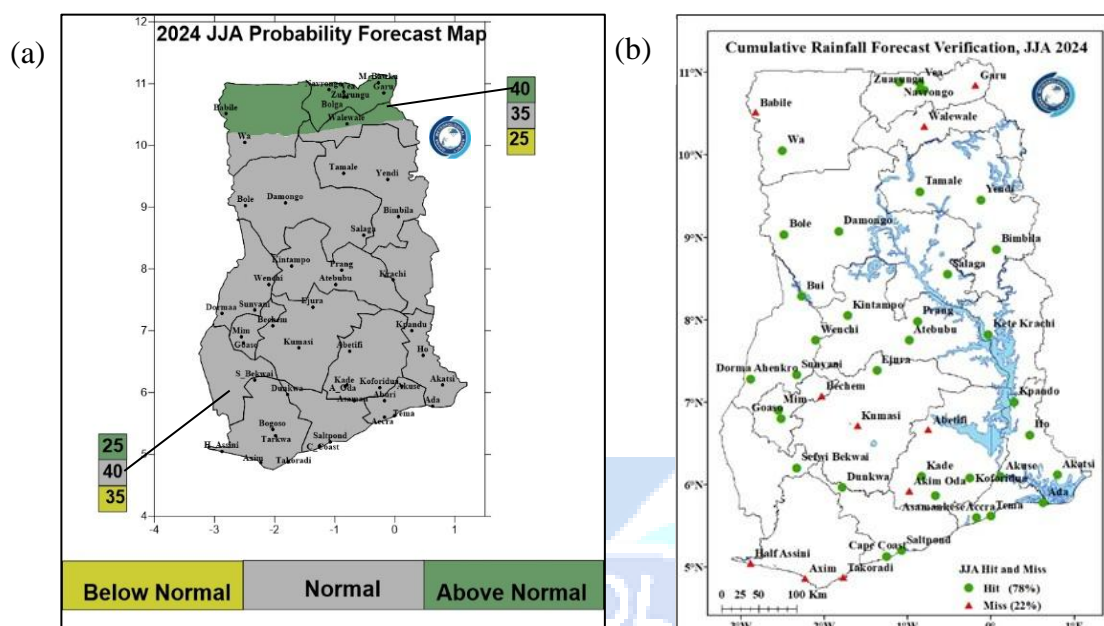 (a)
2024 JJA Probability Forecast Map
12
11
10
9
8
7
6
5
4
-4
-3
-2
-1
0
1
Navrongo
Garu
Zuarungu
Bolga
Babile
Walewale
Wa
Tamale
Yendi
Bole
Damongo
Bimbila
Salaga
Kintampo
Prang
Krachi
Wenchi
Atebubu
Ejura
Dormaa
Sunyani
Bechem
Kpandu
Mim
Goaso
Kumasi
Abetifi
Ho
S_Bekwai
Dunkwa
Kade
A_Oda
Koforidua
Akuse
Akatsi
Asaman
Aburi
Ada
Bogoso
Tarkwa
Accra
Tema
Saltpond
C_Coast
H_Assini
Axim
Takoradi
40
35
25
25
40
35
Below Normal
Normal
Above Normal
(b)
Cumulative Rainfall Forecast Verification, JJA 2024
11°N
10°N
9°N
8°N
7°N
6°N
5°N
Zuarungu
Vea
Navrongo
Garu
Babile
Walewale
Wa
Tamale
Yendi
Bole
Damongo
Bimbila
Salaga
Bui
Kintampo
Prang
Kete Krachi
Wenchi
Atebubu
Dorma Ahenkro
Sunyani
Ejura
Bechem
Mim
Goaso
Kpando
Kumasi
Abetifi
Ho
Sefwi Bekwai
Dunkwa
Kade
Akim Oda
Koforidua
Akuse
Akatsi
Ada
Asamankese
Accra
Tema
Cape Coast
Saltpond
Half Assini
Axim
Takoradi
JJA Hit and Miss
Hit (78%)
Miss (22%)
0 25 50 100 Km